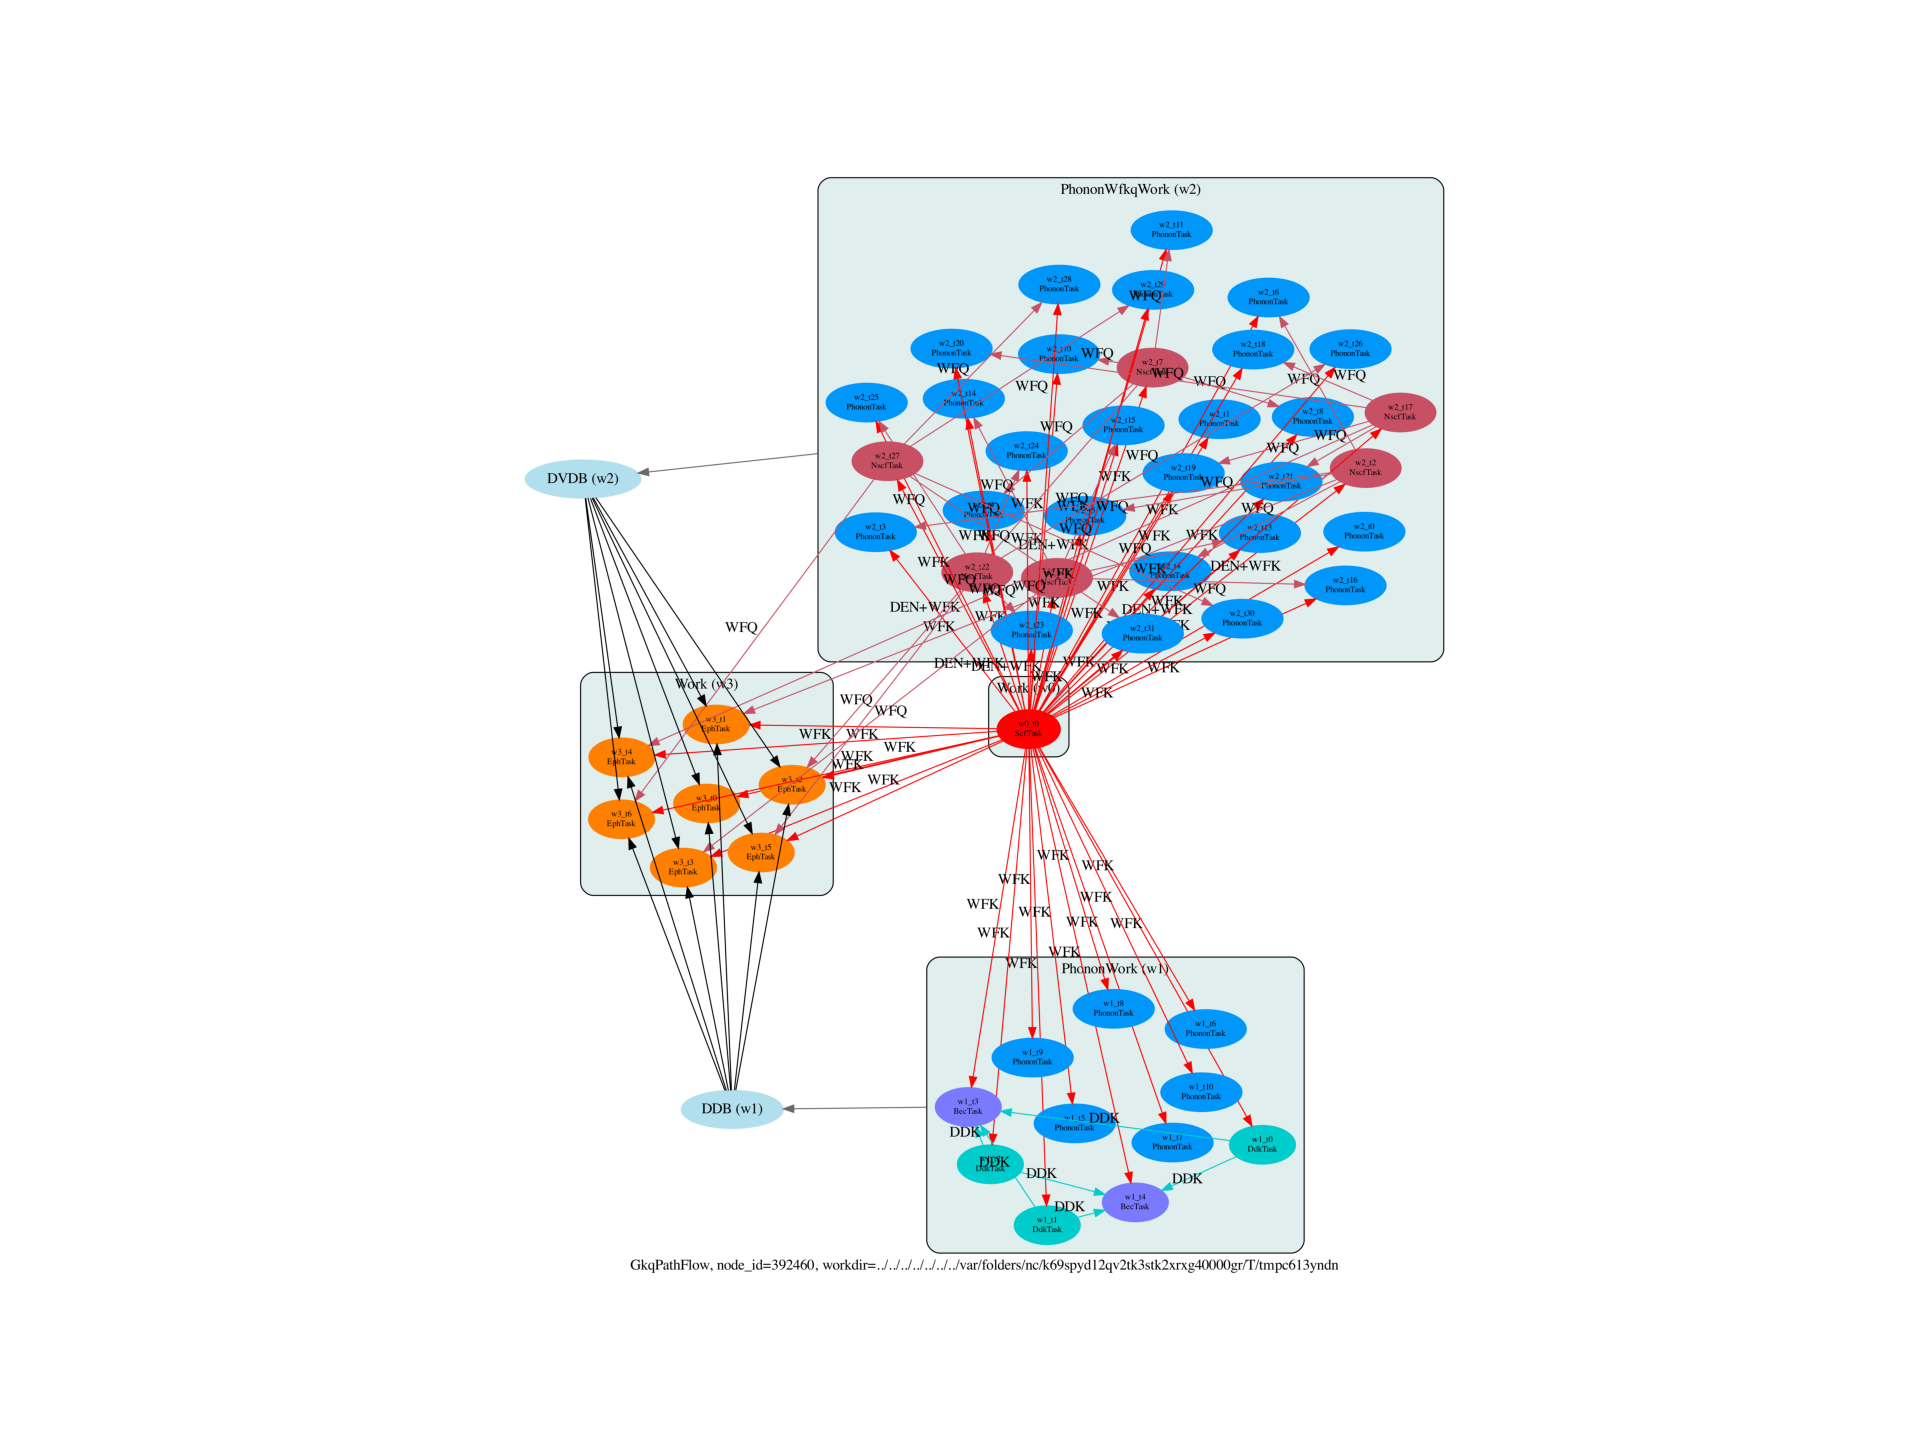 PhononWfkqWork (w2)
w2_t11
PhononTask
w2_t28
PhononTask
w2_t29
WFQ
w2_t6
PhononTask
w2_t20
PhononTask
w2_t10
PhononTask
WFQ
w2_t7
NscfTask
w2_t18
PhononTask
w2_t26
PhononTask
WFQ
WFQ
WFQ
WFQ
WFQ
WFQ
w2_t25
PhononTask
w2_t14
PhononTask
w2_t15
PhononTask
w2_t1
PhononTask
w2_t8
PhononTask
w2_t17
NscfTask
WFQ
WFQ
w2_t27
NscfTask
w2_t24
PhononTask
WFQ
w2_t19
PhononTask
w2_t2
NscfTask
DVDB (w2)
WFK
WFQ
w2_t21
PhononTask
WFQ
WFQ
WFK
WFQ
WFQ
WFK
WFQ
w2_t3
PhononTask
PhononTask
WFQ
WFK
WFK
w2_t13
PhononTask
w2_t0
PhononTask
DEN+WFK
WFQ
WFK
w2_t22
WFK
DEN+WFK
w2_t16
PhononTask
WFQ
WFQ
WFK
WFQ
DEN+WFK
WFK
WFK
WFK
DEN+WFK
w2_t30
PhononTask
WFQ
WFK
w2_t23
PhononTask
w2_t31
PhononTask
DEN+WFK
WFK
WFK
WFK
WFK
Work (w3)
Work (w0)
WFK
WFQ
WFQ
w3_t1
EphTask
w0_t0
ScfTask
WFK
WFK
WFK
w3_t4
EphTask
WFK
WFK
w3_t2
EphTask
WFK
WFK
w3_t0
EphTask
w3_t6
EphTask
w3_t5
EphTask
w3_t3
EphTask
WFK
WFK
WFK
WFK
WFK
WFK
WFK
WFK
WFK
WFK
WFK
PhononWork (w1)
w1_t8
PhononTask
w1_t6
PhononTask
w1_t9
PhononTask
w1_t10
PhononTask
DDB (w1)
w1_t3
BecTask
w1_t5
PhononTask
DDK
DDK
w1_t7
PhononTask
w1_t0
DdkTask
DDK
DdkTask
DDK
DDK
w1_t4
BecTask
DDK
w1_t1
DdkTask
GkqPathFlow, node_id=392460, workdir=../../../../../../../var/folders/nc/k69spyd12qv2tk3stk2xrxg40000gr/T/tmpc613yndn